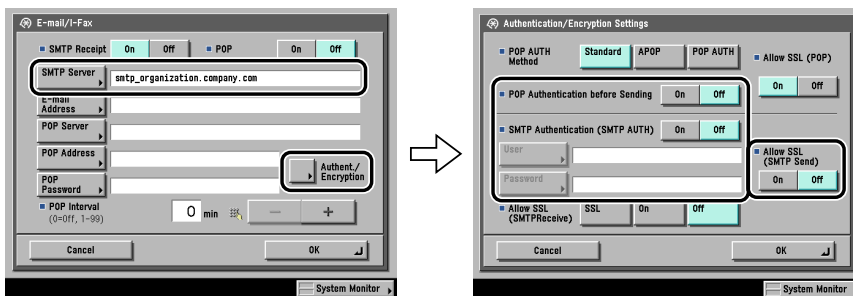 E-mail/I-Fax
SMTP Receipt On Off POP On Off
SMTP Server smtp_organization.company.com
E-mail
Address
POP Server
POP Address
Authent./
Encryption
POP
Password
POP Interval
(0=Off, 1-99)
0 min - +
Cancel OK
System Monitor
Authentication/Encryption Settings
POP AUTH
Method
Standard APOP POP AUTH
Allow SSL (POP)
On Off
POP Authentication before Sending On Off
SMTP Authentication (SMTP AUTH) On Off
User
Password
Allow SSL
(SMTP Send)
On Off
Allow SSL
(SMTPReceive)
SSL On Off
Cancel OK
System Monitor